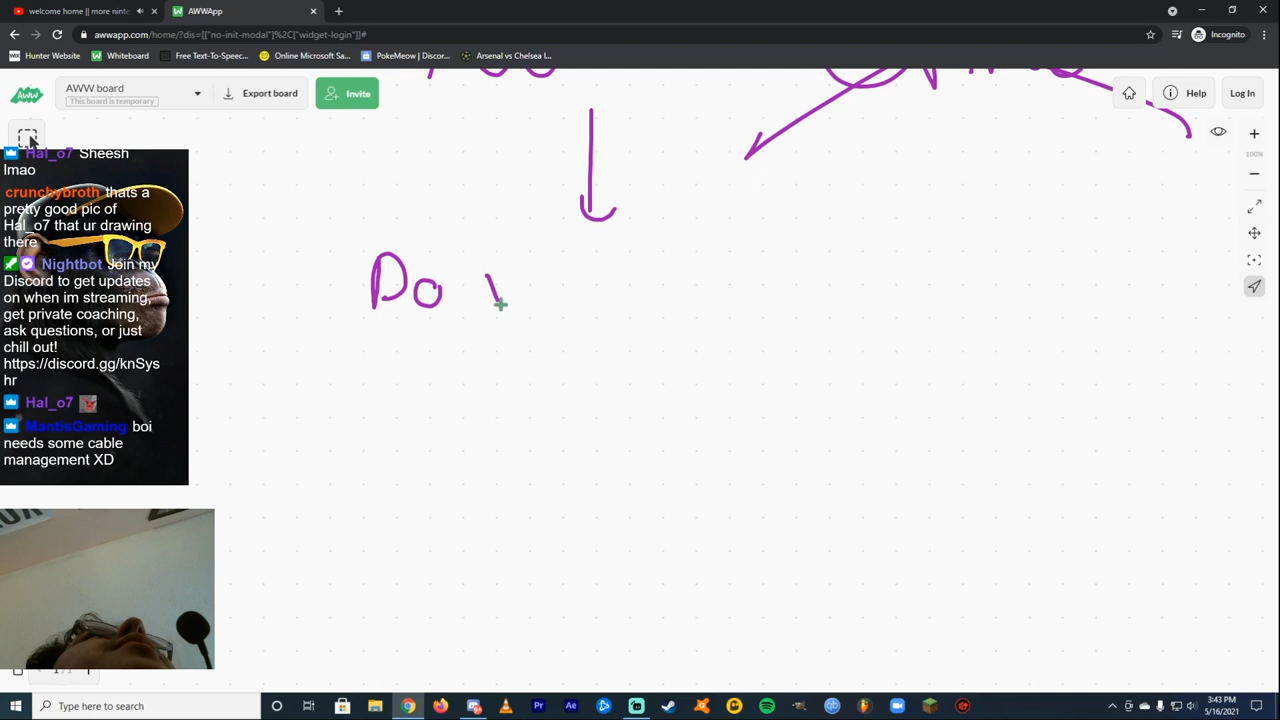 welcome home || more ninte
AWWApp
awwapp.com/home/?dis=[["no-init-modal"]%2C["widget-login"]]#
Incognito
Hunter Website
Whiteboard
Free Text-To-Speec...
Online Microsoft Sa...
PokeMeow | Discor...
Arsenal vs Chelsea I...
AWW
AWW board
This board is temporary
Export board
Invite
Help
Log In
100%
Hal_o7 Sheesh
lmao
crunchybroth thats a
pretty good pic of
Hal_o7 that ur drawing
there
Nightbot Join my
Discord to get updates
on when im streaming,
get private coaching,
ask questions, or just
chill out!
https://discord.gg/knSys
hr
Hal_o7
MantisGaming boi
needs some cable
management XD
Do
Type here to search
3:43 PM
5/16/2021